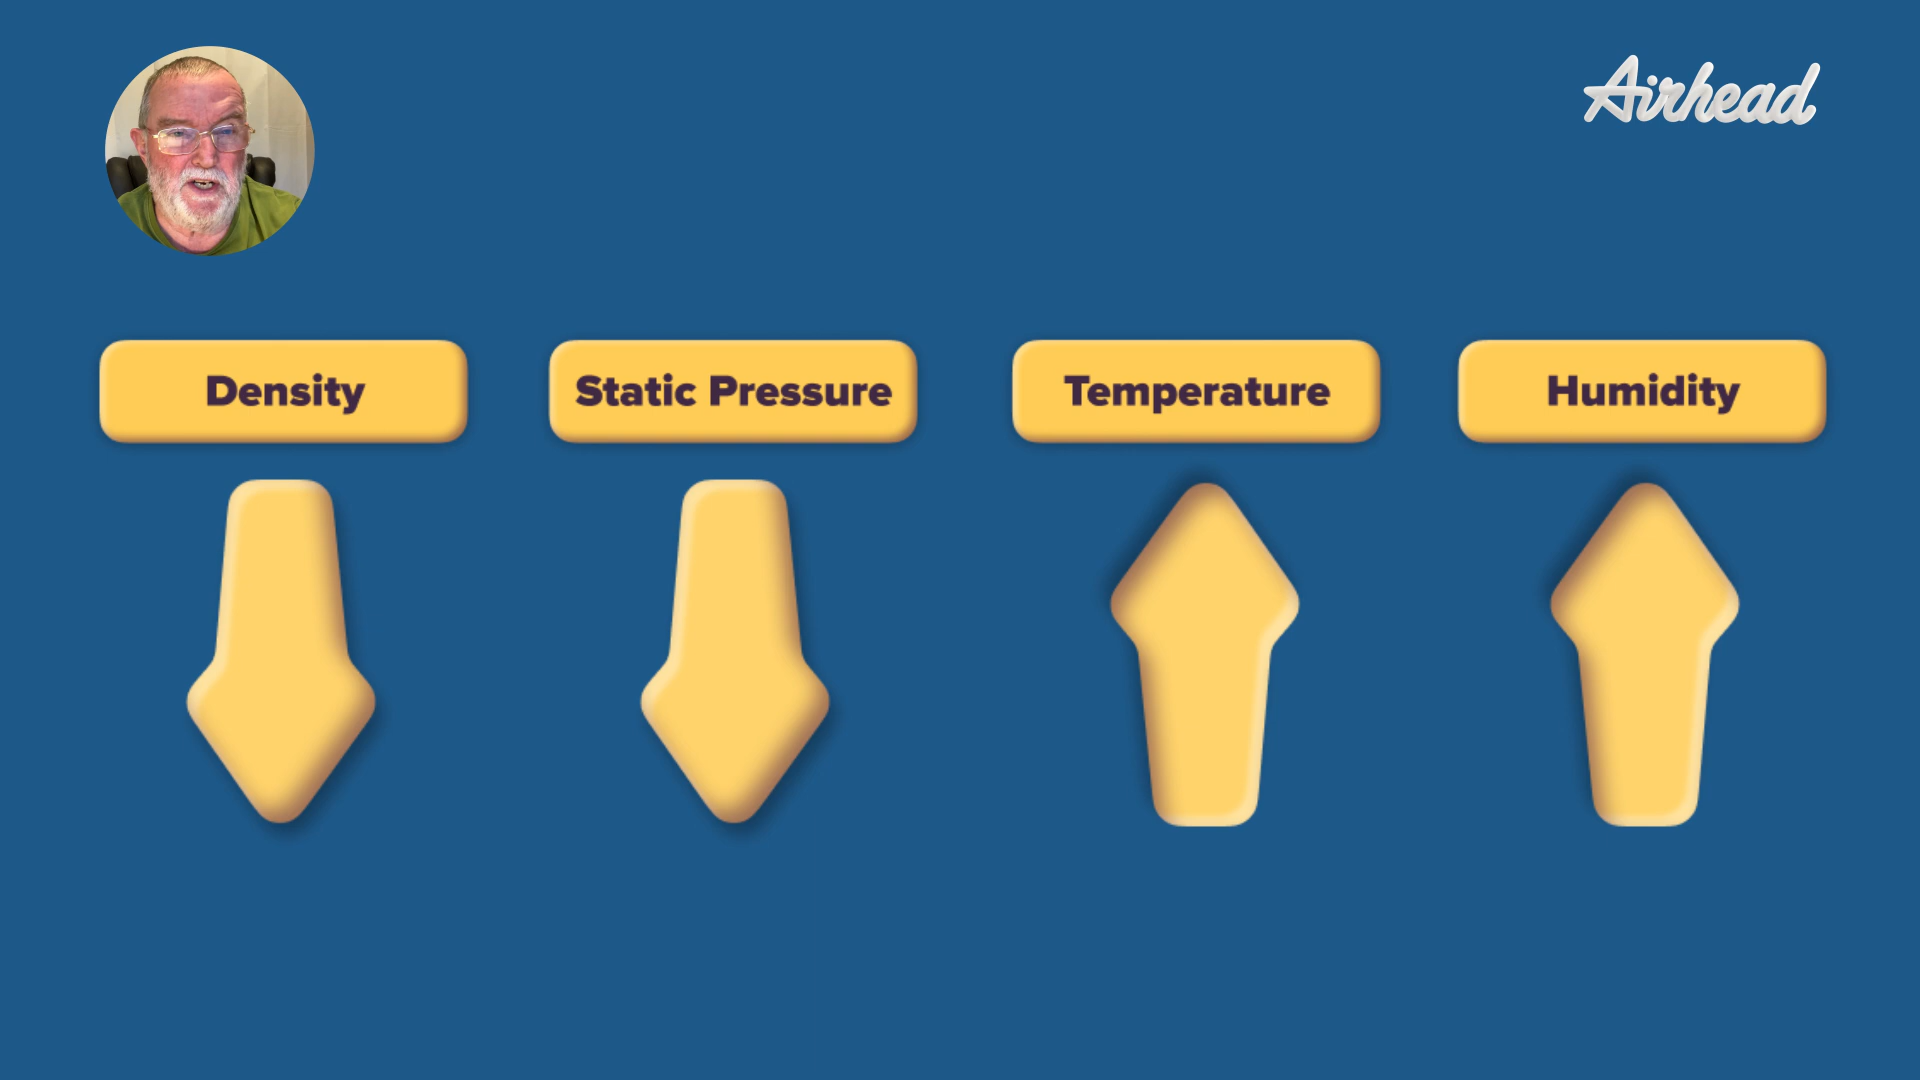 Airhead
Density
Static Pressure
Temperature
Humidity